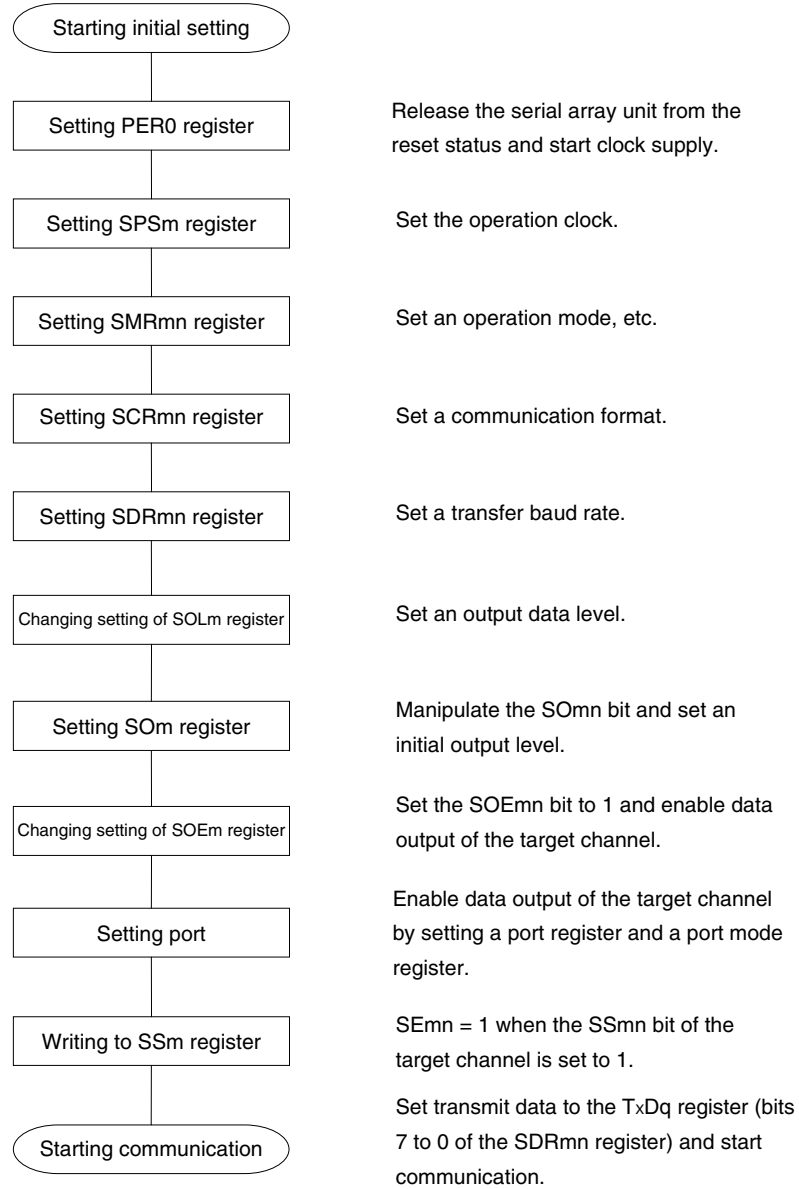 Starting initial setting
Setting PER0 register
Release the serial array unit from the
reset status and start clock supply.
Setting SPSm register
Set the operation clock.
Setting SMRmn register
Set an operation mode, etc.
Setting SCRmn register
Set a communication format.
Setting SDRmn register
Set a transfer baud rate.
Changing setting of SOLm register
Set an output data level.
Setting SOm register
Manipulate the SOmn bit and set an
initial output level.
Changing setting of SOEm register
Set the SOEmn bit to 1 and enable data
output of the target channel.
Setting port
Enable data output of the target channel
by setting a port register and a port mode
register.
Writing to SSm register
SEmn = 1 when the SSmn bit of the
target channel is set to 1.
Starting communication
Set transmit data to the TxDq register (bits
7 to 0 of the SDRmn register) and start
communication.